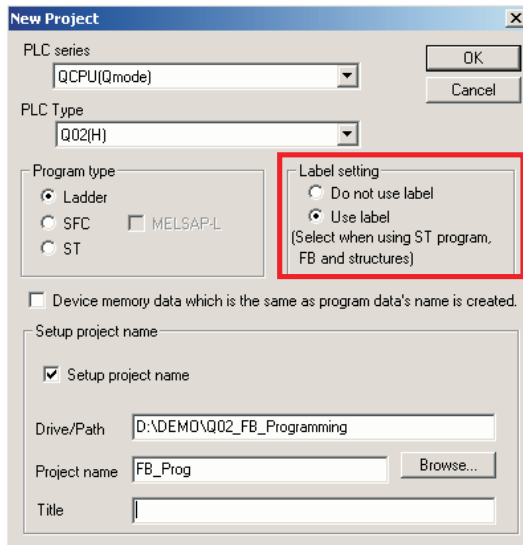 New Project
PLC series
OK
QCPU(Qmode)
Cancel
PLC Type
Q02(H)
Program type
Label setting
Ladder
Do not use label
SFC
MELSAP-L
Use label
ST
(Select when using ST program,
FB and structures)
Device memory data which is the same as program data's name is created.
Setup project name
Setup project name
Drive/Path
D:\DEMO\Q02_FB_Programming
Project name
FB_Prog
Browse...
Title